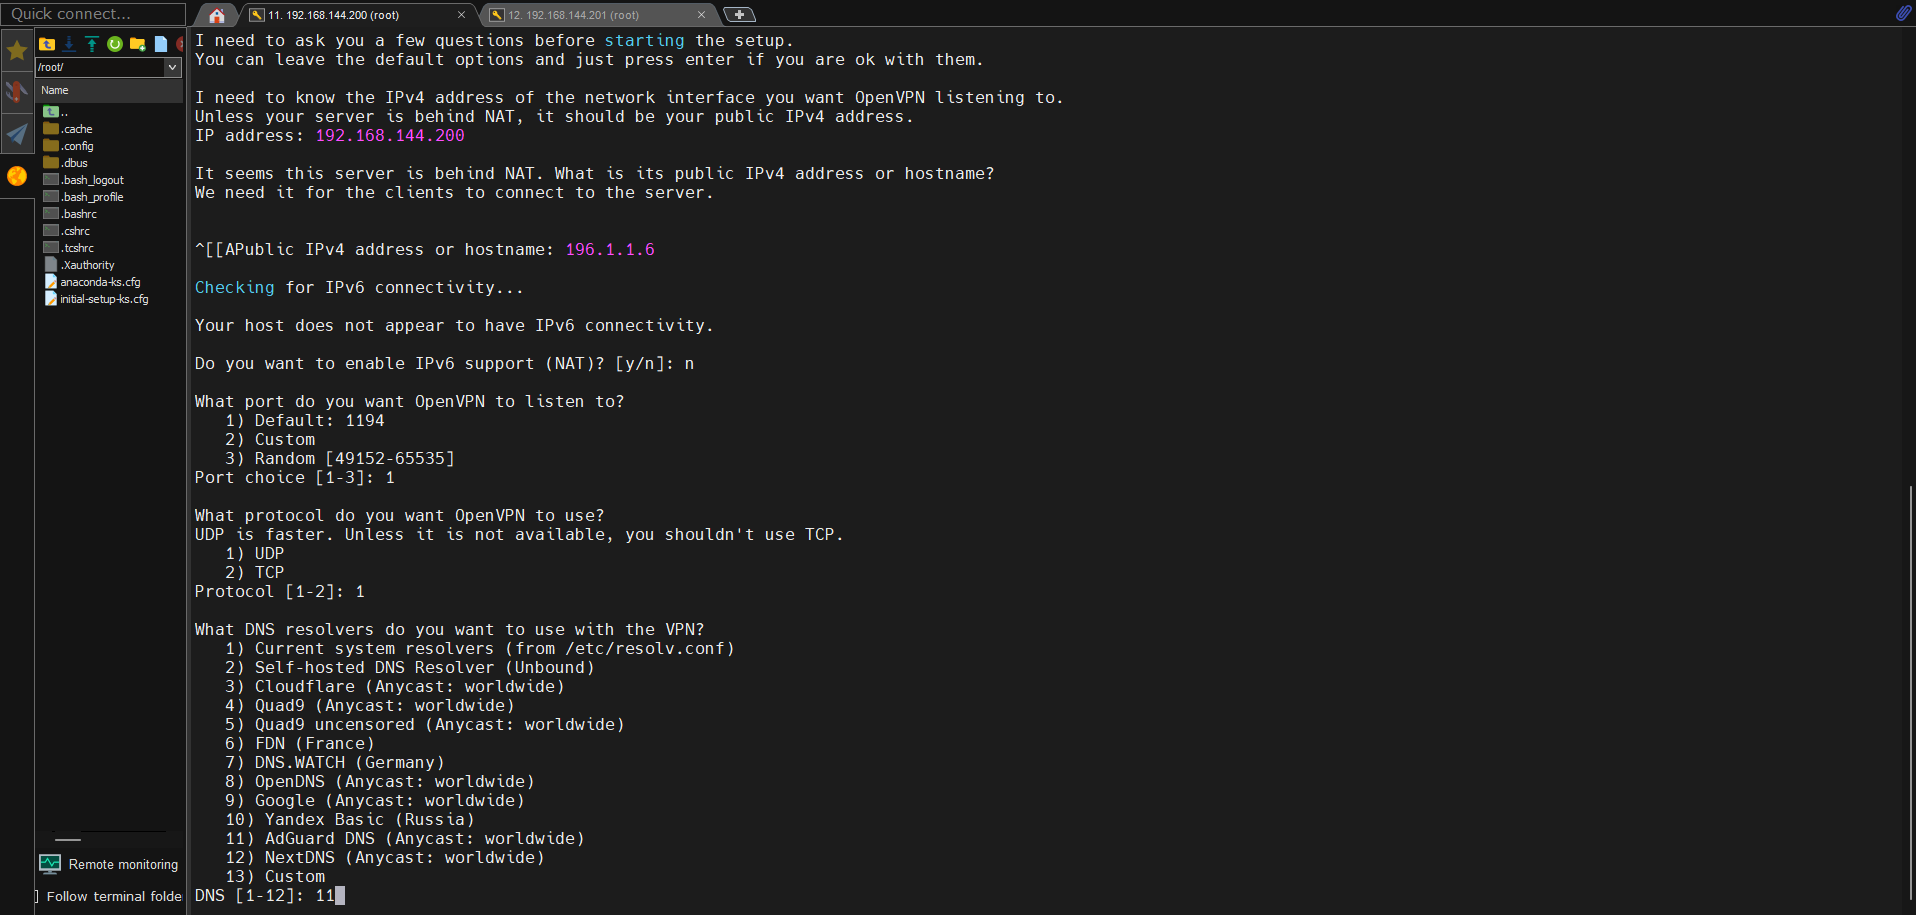 Quick connect...
11. 192.168.144.200 (root)
12. 192.168.144.201 (root)
/root/
Name
..
.cache
.config
.dbus
.bash_logout
.bash_profile
.bashrc
.cshrc
.tcshrc
.Xauthority
anaconda-ks.cfg
initial-setup-ks.cfg
Remote monitoring
Follow terminal folde
I need to ask you a few questions before starting the setup.
You can leave the default options and just press enter if you are ok with them.
I need to know the IPv4 address of the network interface you want OpenVPN listening to.
Unless your server is behind NAT, it should be your public IPv4 address.
IP address: 192.168.144.200
It seems this server is behind NAT. What is its public IPv4 address or hostname?
We need it for the clients to connect to the server.
^[[APublic IPv4 address or hostname: 196.1.1.6
Checking for IPv6 connectivity...
Your host does not appear to have IPv6 connectivity.
Do you want to enable IPv6 support (NAT)? [y/n]: n
What port do you want OpenVPN to listen to?
1) Default: 1194
2) Custom
3) Random [49152-65535]
Port choice [1-3]: 1
What protocol do you want OpenVPN to use?
UDP is faster. Unless it is not available, you shouldn't use TCP.
1) UDP
2) TCP
Protocol [1-2]: 1
What DNS resolvers do you want to use with the VPN?
1) Current system resolvers (from /etc/resolv.conf)
2) Self-hosted DNS Resolver (Unbound)
3) Cloudflare (Anycast: worldwide)
4) Quad9 (Anycast: worldwide)
5) Quad9 uncensored (Anycast: worldwide)
6) FDN (France)
7) DNS.WATCH (Germany)
8) OpenDNS (Anycast: worldwide)
9) Google (Anycast: worldwide)
10) Yandex Basic (Russia)
11) AdGuard DNS (Anycast: worldwide)
12) NextDNS (Anycast: worldwide)
13) Custom
DNS [1-12]: 11